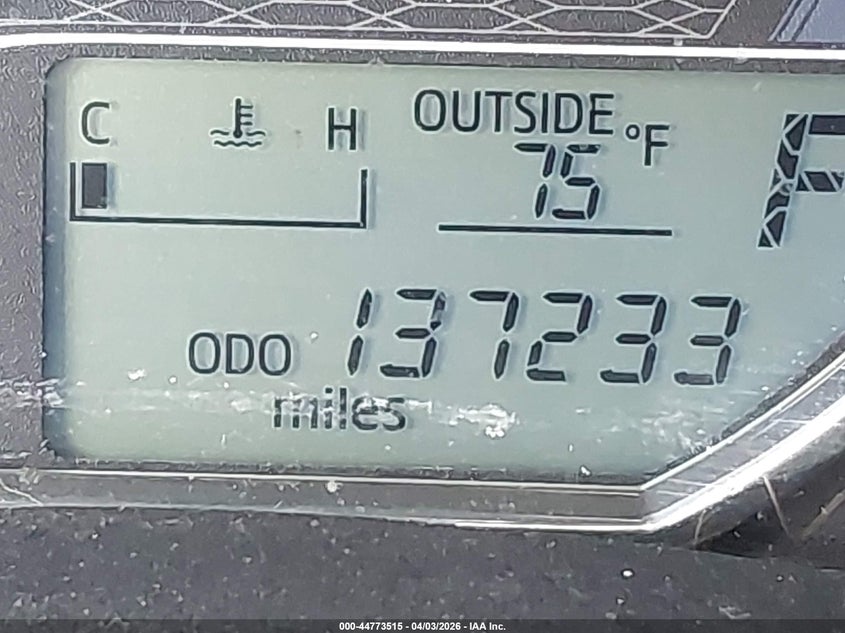 C H OUTSIDE °F
75
F
ODO 137233
miles
000-44773515 - 04/03/2026 - IAA Inc.